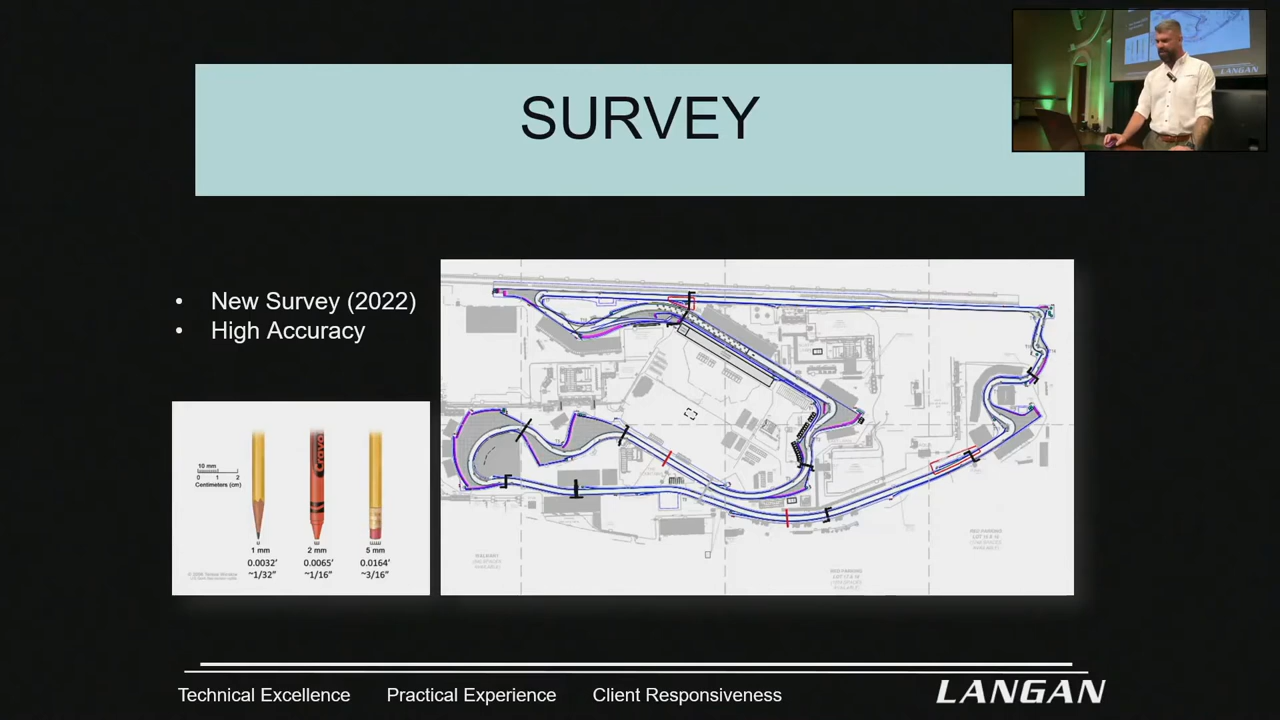 SURVEY
LANGAN
• New Survey (2022)
• High Accuracy
10 mm
0 1 2
Centimeters (cm)
Crayo
1 mm
2 mm
5 mm
0.0032'
0.0065'
0.0164'
~1/32"
~1/16"
~3/16"
Technical Excellence
Practical Experience
Client Responsiveness
LANGAN